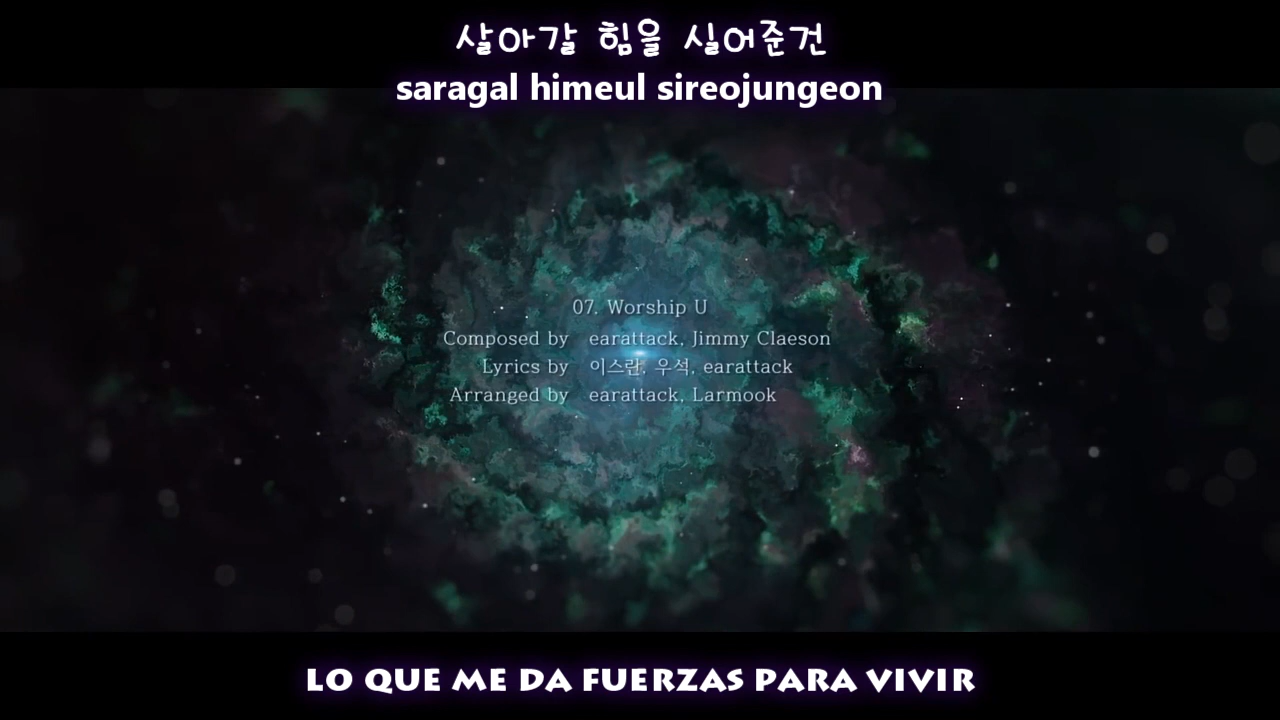 살아갈 힘을 실어준건
saragal himeul sireojungeon
07. Worship U
Composed by earattack, Jimmy Claeson
Lyrics by 이스란, 우석, earattack
Arranged by earattack, Larmook
LO QUE ME DA FUERZAS PARA VIVIR